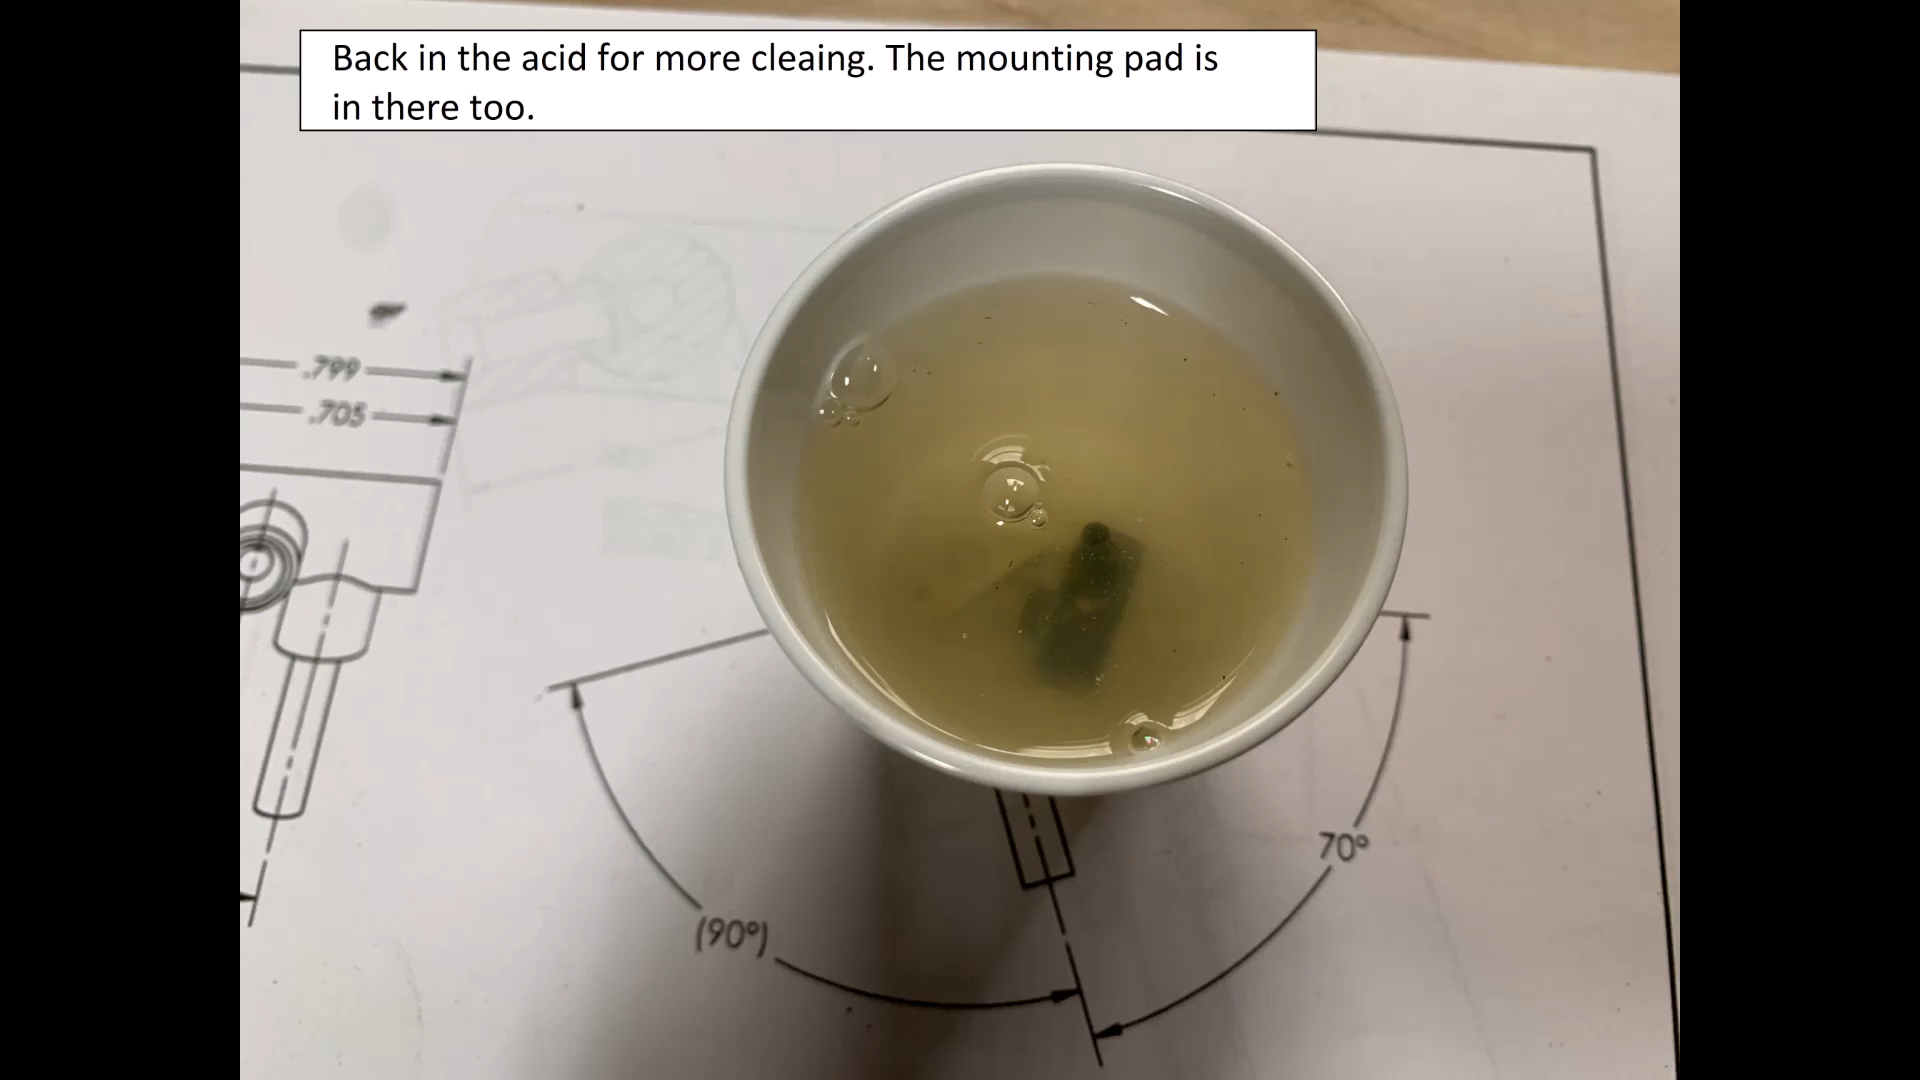 Back in the acid for more cleaing. The mounting pad is
in there too.
.799
.705
70°
(90°)